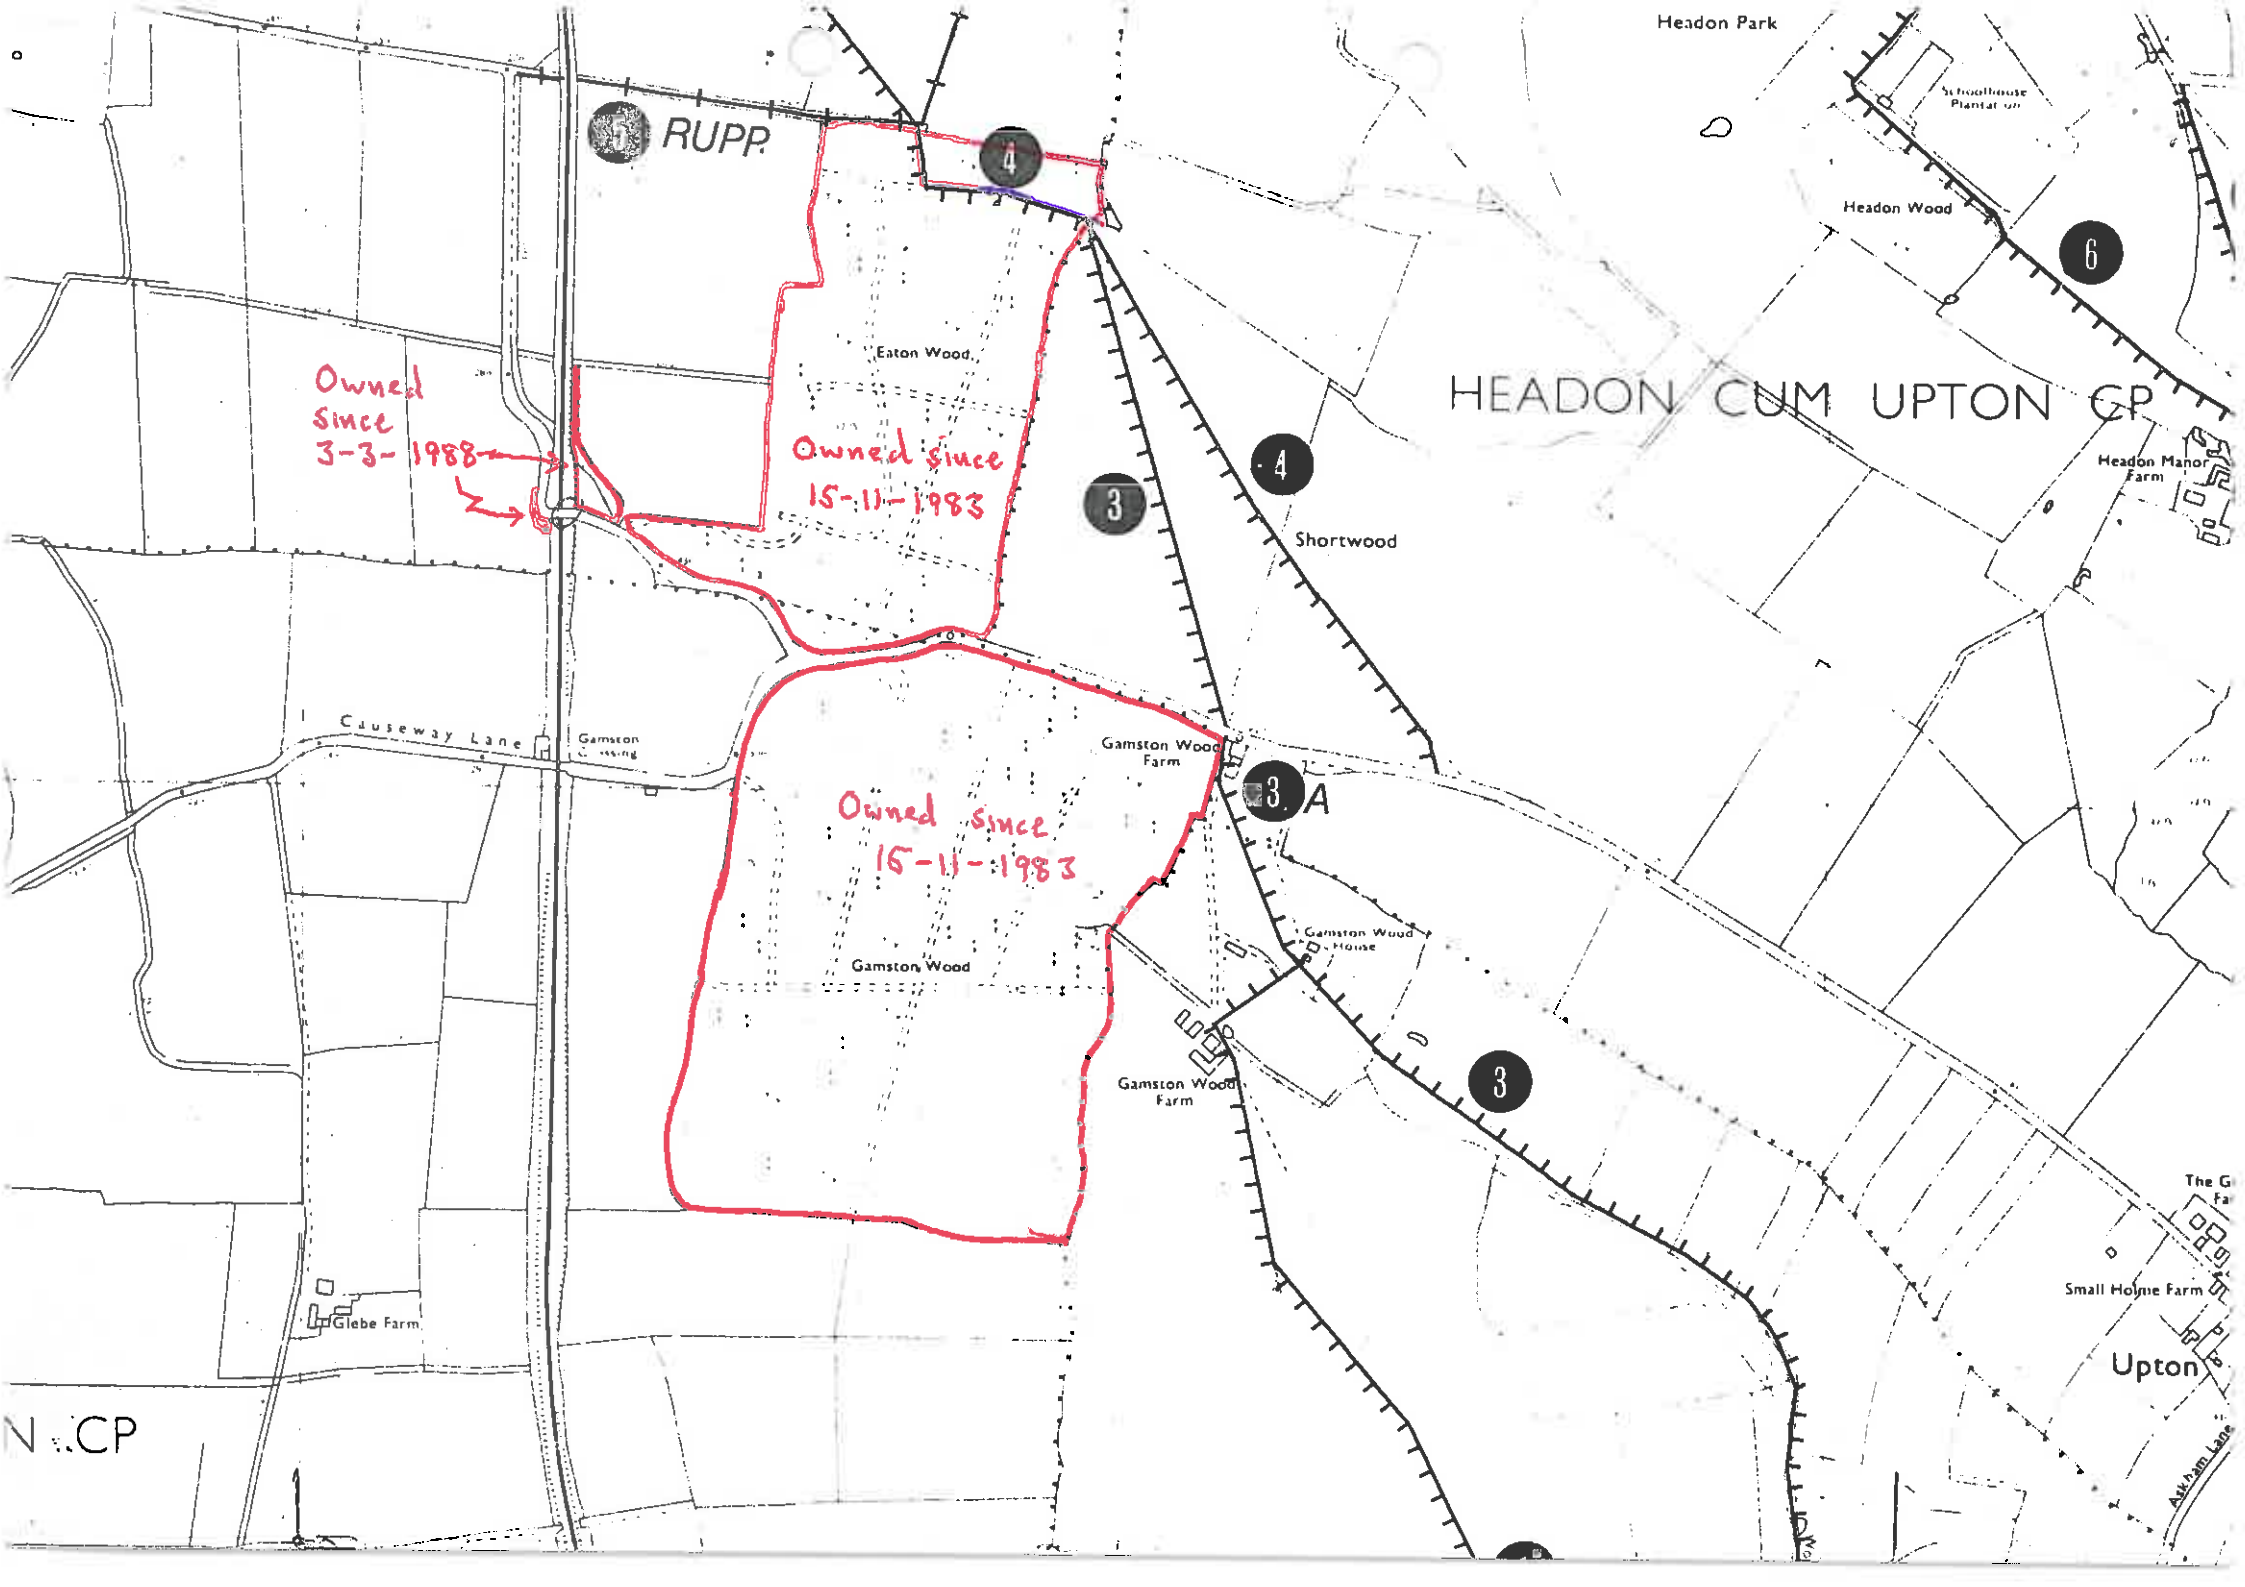 Headon Park
Schoolhouse
Plantation
5 RUPP.
4
Headon Wood
6
Eaton Wood
Owned
since
3-3-1988
HEADON CUM UPTON CP
Owned since
15-11-1983
4
3
Headon Manor
Farm
Shortwood
Causeway Lane
Gamston
Crossing
Gamston Wood
Farm
3 A
Owned since
15-11-1983
Gamston Wood
House
Gamston Wood
3
Gamston Wood
Farm
The G
Fa
Small Holme Farm
Glebe Farm
Upton
N CP
Askham Lane